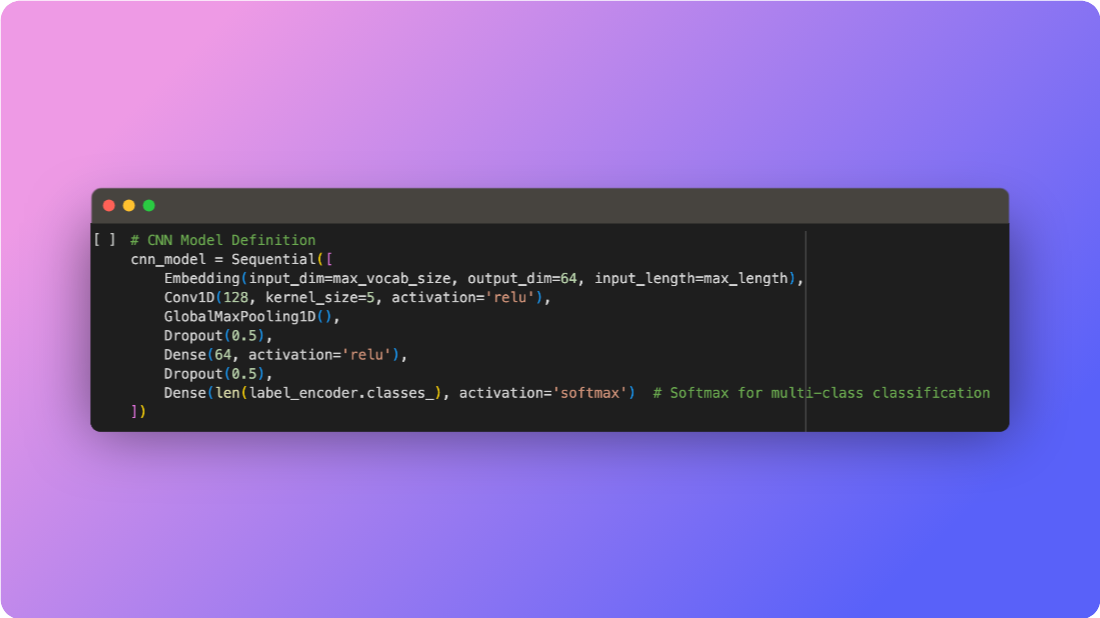 [ ] # CNN Model Definition
cnn_model = Sequential([
    Embedding(input_dim=max_vocab_size, output_dim=64, input_length=max_length),
    Conv1D(128, kernel_size=5, activation='relu'),
    GlobalMaxPooling1D(),
    Dropout(0.5),
    Dense(64, activation='relu'),
    Dropout(0.5),
    Dense(len(label_encoder.classes_), activation='softmax')  # Softmax for multi-class classification
])